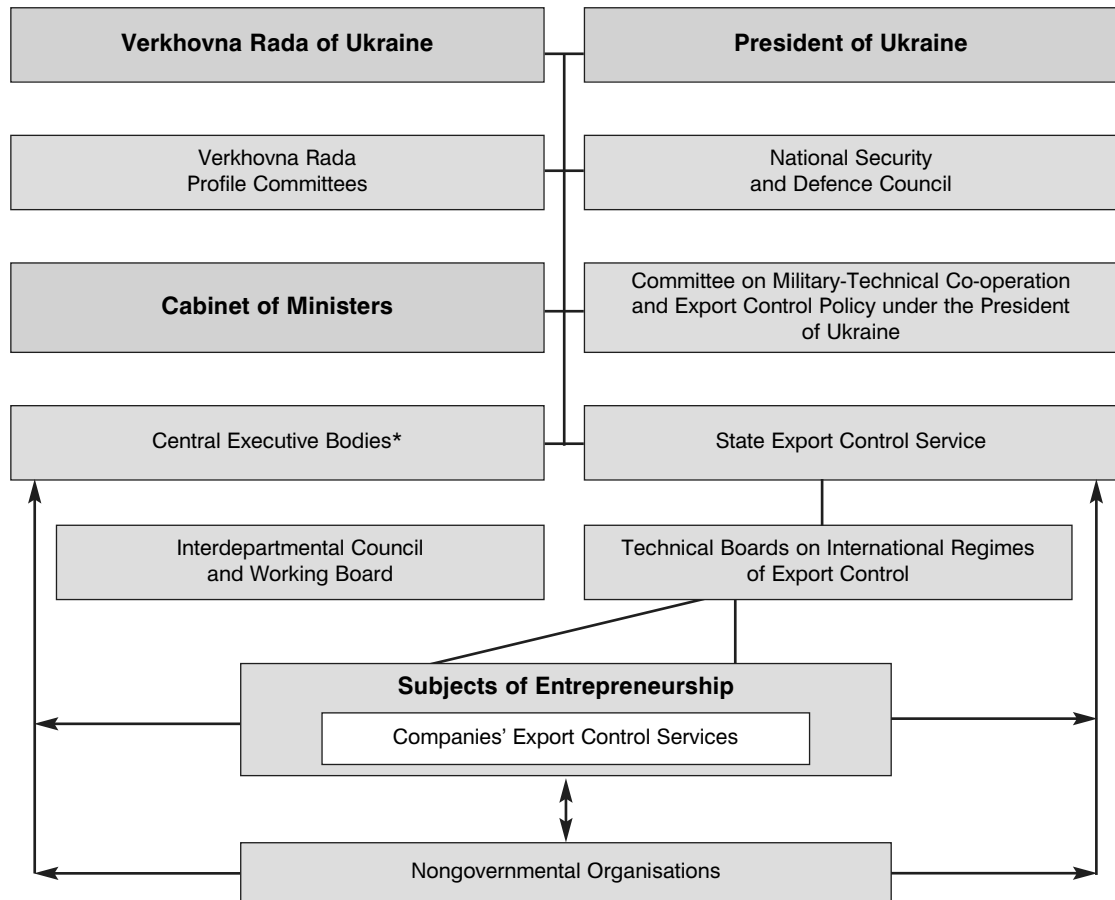 Verkhovna Rada of Ukraine
President of Ukraine
Verkhovna Rada
Profile Committees
National Security
and Defence Council
Cabinet of Ministers
Committee on Military-Technical Co-operation
and Export Control Policy under the President
of Ukraine
Central Executive Bodies*
State Export Control Service
Interdepartmental Council
and Working Board
Technical Boards on International Regimes
of Export Control
Subjects of Entrepreneurship
Companies’ Export Control Services
Nongovernmental Organisations